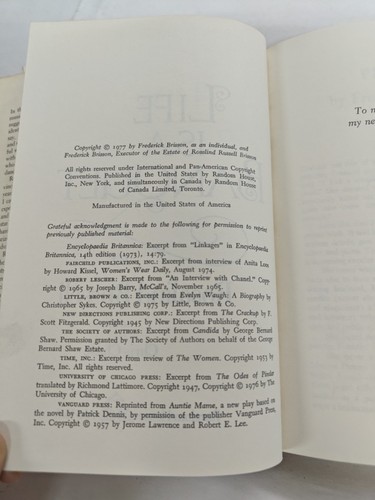 Copyright © 1977 by Frederick Brisson, as an individual, and
Frederick Brisson, Executor of the Estate of Rosalind Russell Brisson
All rights reserved under International and Pan-American Copyright
Conventions. Published in the United States by Random House,
Inc., New York, and simultaneously in Canada by Random House
of Canada Limited, Toronto.
Manufactured in the United States of America
Grateful acknowledgment is made to the following for permission to reprint
previously published material:
Encyclopaedia Britannica: Excerpt from "Linkages" in Encyclopaedia
Britannica, 14th edition (1973), 14:79.
FAIRCHILD PUBLICATIONS, INC.: Excerpt from interview of Anita Loos
by Howard Kissel, Women's Wear Daily, August 1974.
ROBERT LESCHER: Excerpt from "An Interview with Chanel." Copy-
right © 1965 by Joseph Barry, McCall's, November 1965.
LITTLE, BROWN & CO.: Excerpt from Evelyn Waugh: A Biography by
Christopher Sykes. Copyright © 1975 by Little, Brown & Co.
NEW DIRECTIONS PUBLISHING CORP.: Excerpt from The Crackup by F.
Scott Fitzgerald. Copyright 1945 by New Directions Publishing Corp.
THE SOCIETY OF AUTHORS: Excerpt from Candida by George Bernard
Shaw. Permission granted by The Society of Authors on behalf of the George
Bernard Shaw Estate.
TIME, INC.: Excerpt from review of The Women. Copyright 1953 by
Time, Inc. All rights reserved.
UNIVERSITY OF CHICAGO PRESS: Excerpt from The Odes of Pindar
translated by Richmond Lattimore. Copyright 1947, Copyright © 1976 by The
University of Chicago.
VANGUARD PRESS: Reprinted from Auntie Mame, a new play based on
the novel by Patrick Dennis, by permission of the publisher Vanguard Press,
Inc. Copyright © 1957 by Jerome Lawrence and Robert E. Lee.
To m
my ne